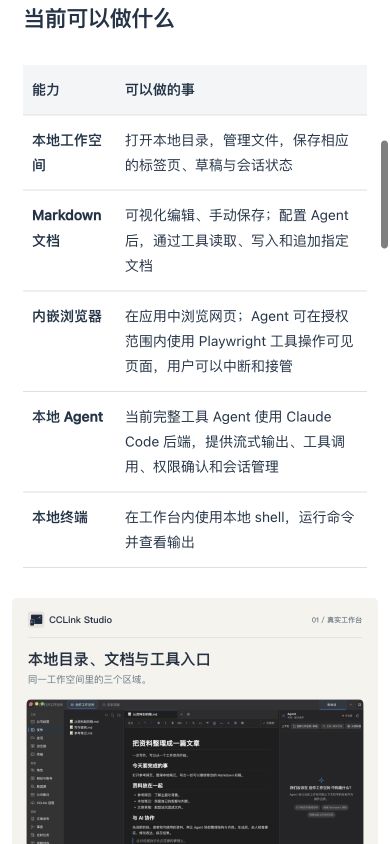 当前可以做什么
能力
可以做的事
本地工作空
间
打开本地目录，管理文件，保存相应
的标签页、草稿与会话状态
Markdown
文档
可视化编辑、手动保存；配置 Agent
后，通过工具读取、写入和追加指定
文档
内嵌浏览器
在应用中浏览网页；Agent 可在授权
范围内使用 Playwright 工具操作可见
页面，用户可以中断和接管
本地 Agent
当前完整工具 Agent 使用 Claude
Code 后端，提供流式输出、工具调
用、权限确认和会话管理
本地终端
在工作台内使用本地 shell，运行命令
并查看输出
CCLink Studio
01 / 真实工作台
本地目录、文档与工具入口
同一工作空间里的三个区域。
把资料整理成一篇文章
今天要完成的事
资料放在一起
与 AI 协作